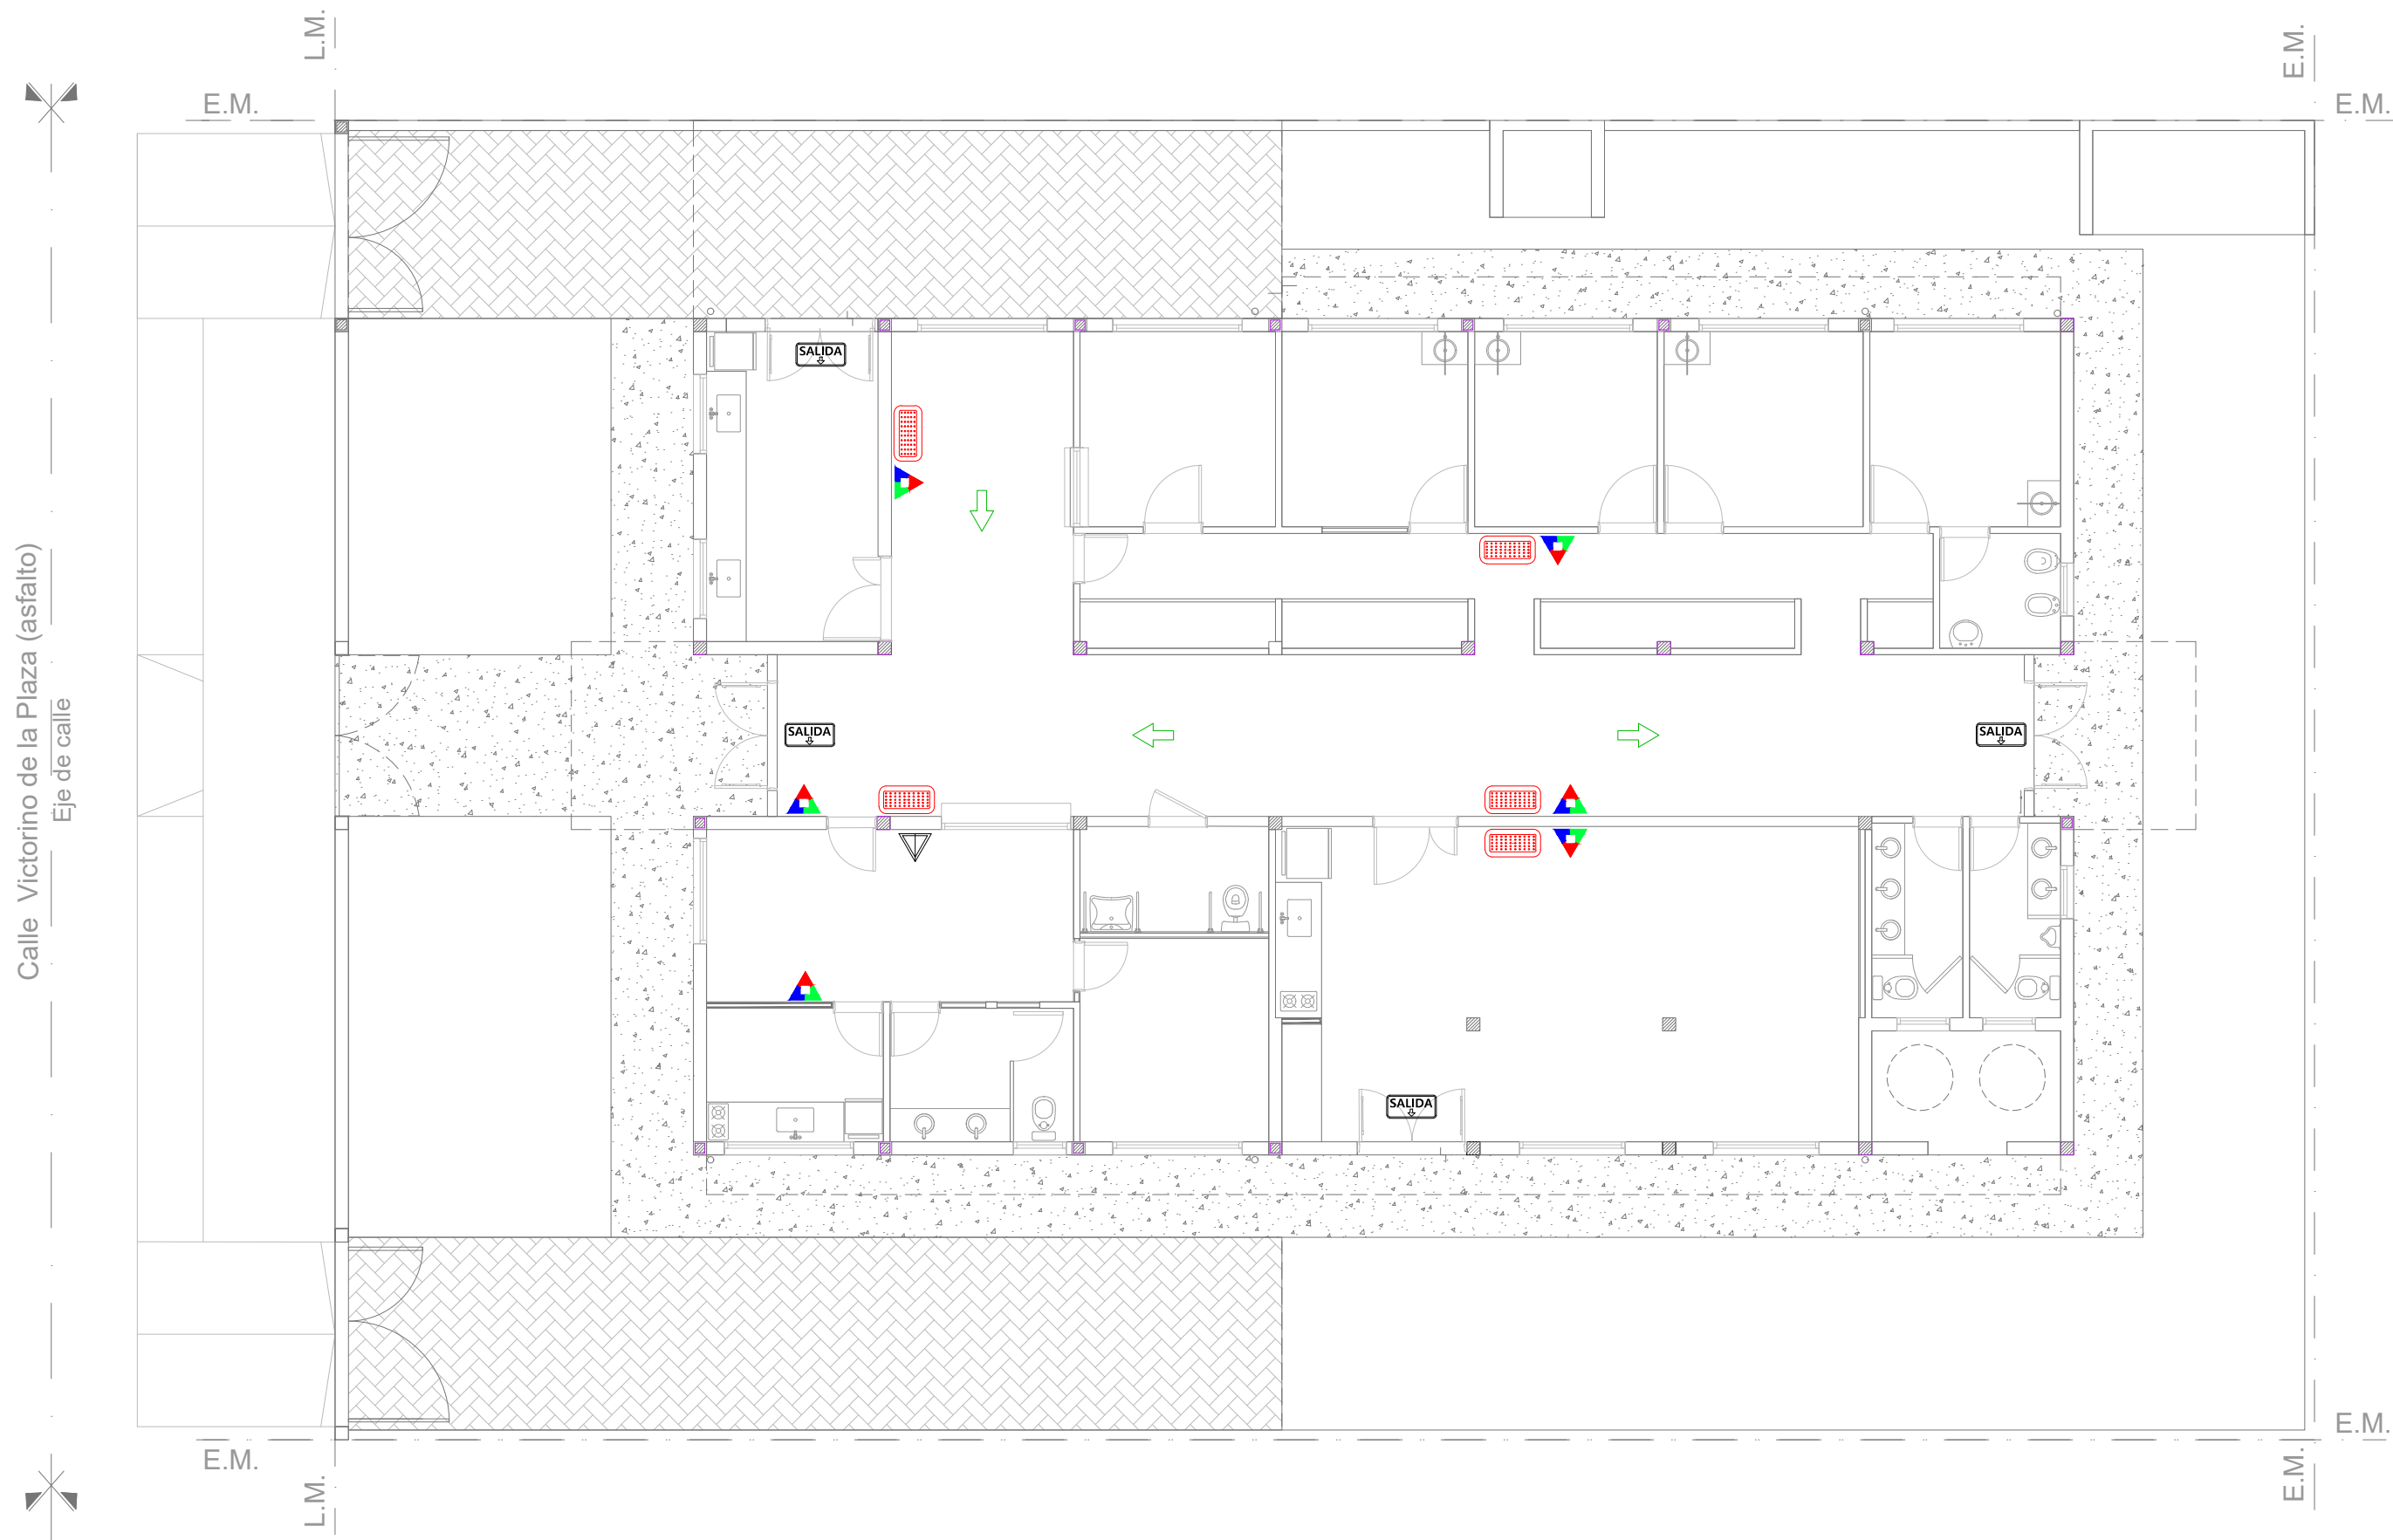 L.M.
E.M.
E.M.
E.M.
SALIDA
Calle Victorino de la Plaza (asfalto)
Eje de calle
SALIDA
SALIDA
SALIDA
E.M.
E.M.
L.M.
E.M.